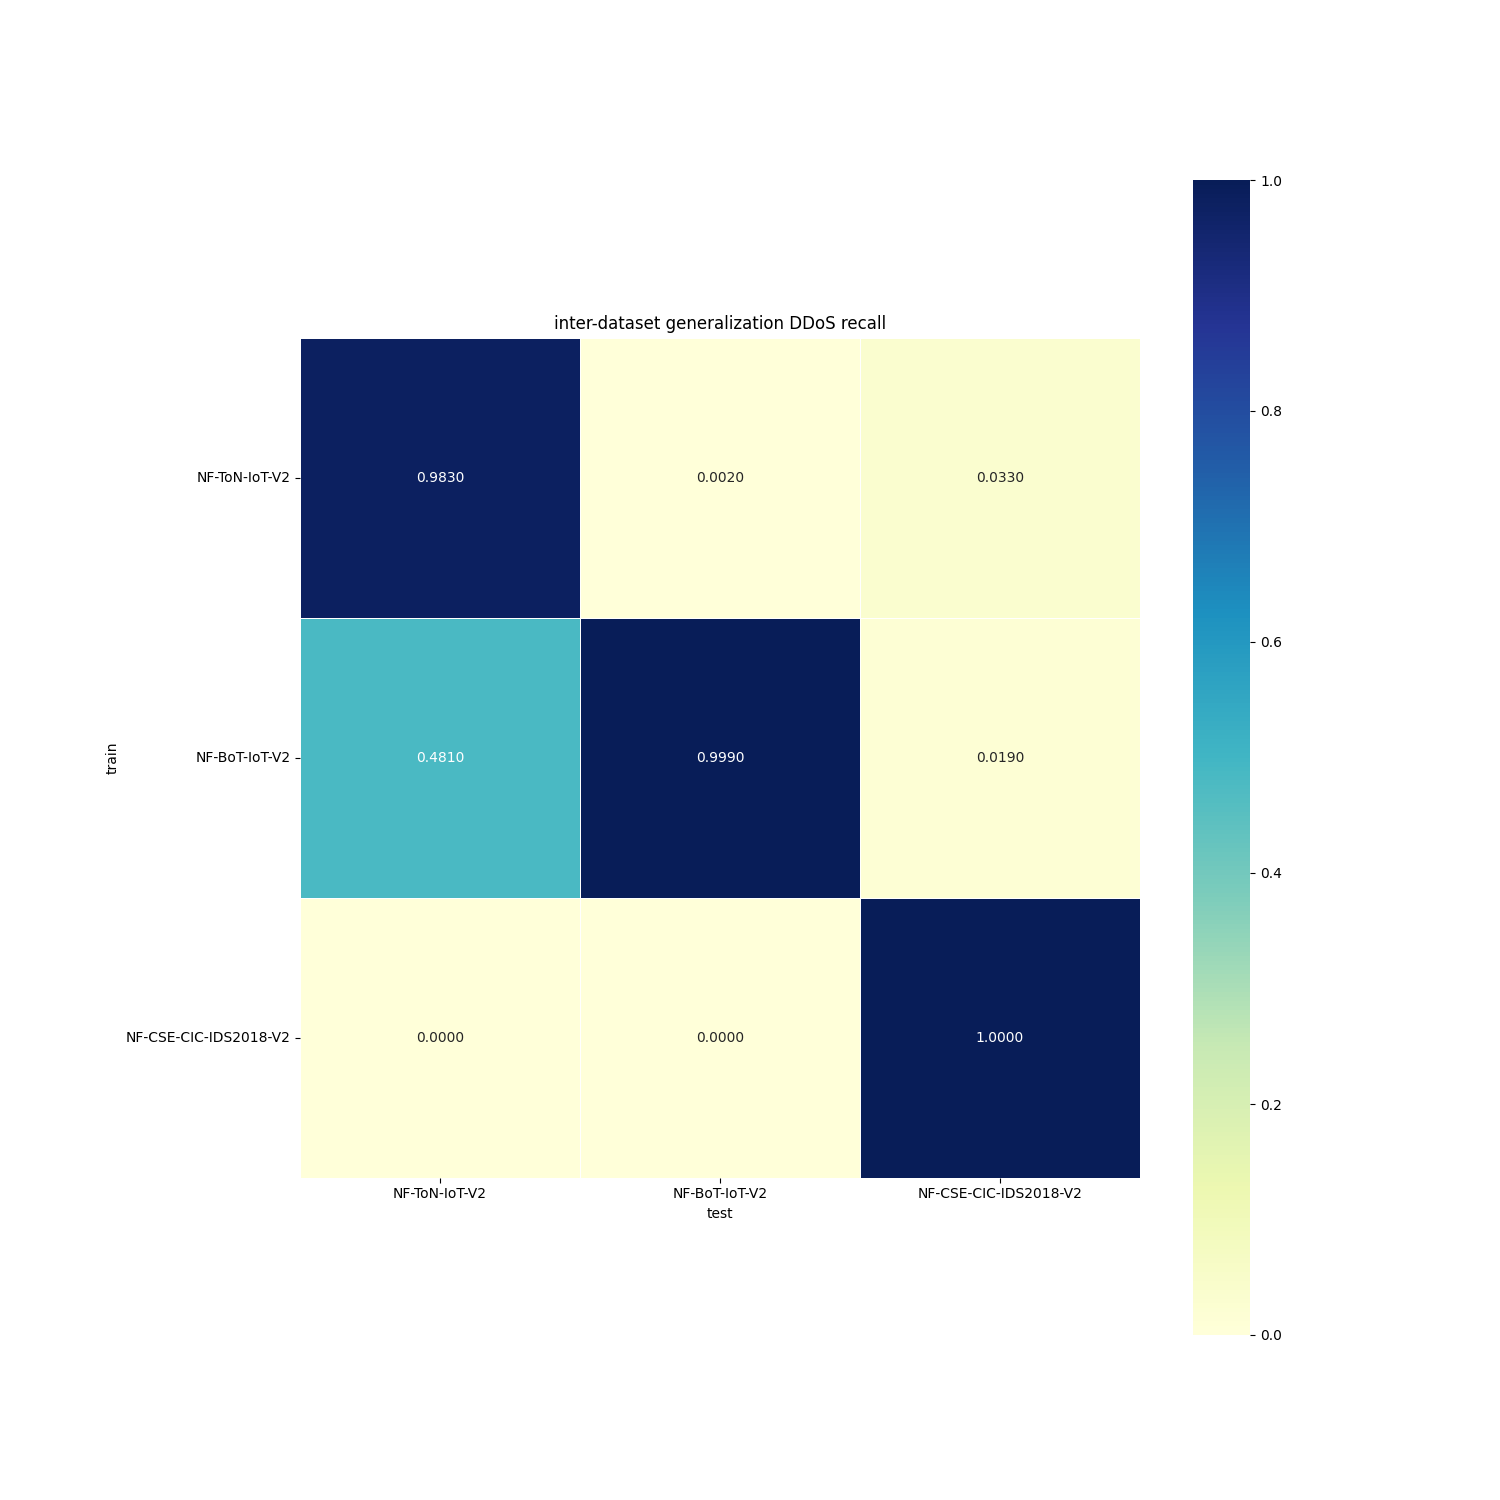 inter-dataset generalization DDoS recall
train
NF-ToN-IoT-V2
0.9830
0.0020
0.0330
NF-BoT-IoT-V2
0.4810
0.9990
0.0190
NF-CSE-CIC-IDS2018-V2
0.0000
0.0000
1.0000
NF-ToN-IoT-V2
NF-BoT-IoT-V2
NF-CSE-CIC-IDS2018-V2
test
1.0
0.8
0.6
0.4
0.2
0.0